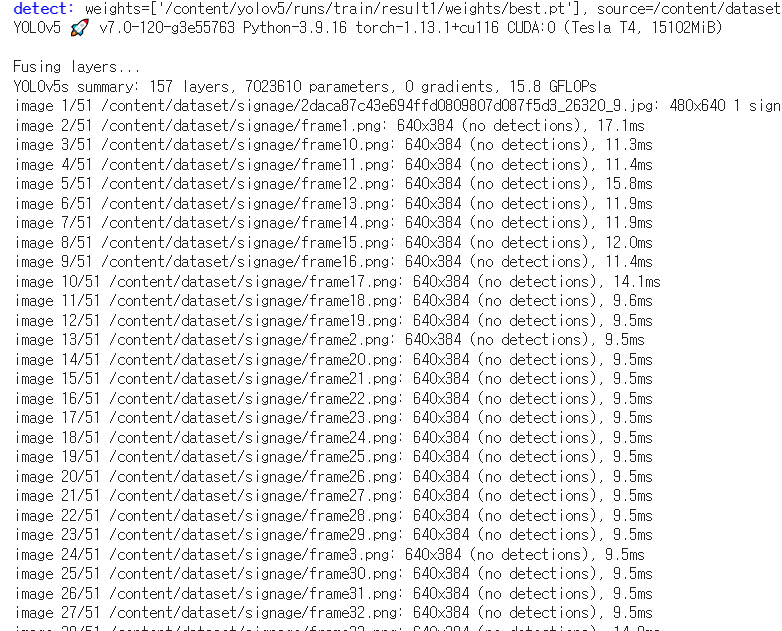 detect: weights=['/content/yolov5/runs/train/result1/weights/best.pt'], source=/content/dataset
YOLOv5 🚀 v7.0-120-g3e55763 Python-3.9.16 torch-1.13.1+cu116 CUDA:0 (Tesla T4, 15102MiB)
Fusing layers...
YOLOv5s summary: 157 layers, 7023610 parameters, 0 gradients, 15.8 GFLOPs
image 1/51 /content/dataset/signage/2daca87c43e694ffd0809807d087f5d3_26320_9.jpg: 480x640 1 sign
image 2/51 /content/dataset/signage/frame1.png: 640x384 (no detections), 17.1ms
image 3/51 /content/dataset/signage/frame10.png: 640x384 (no detections), 11.3ms
image 4/51 /content/dataset/signage/frame11.png: 640x384 (no detections), 11.4ms
image 5/51 /content/dataset/signage/frame12.png: 640x384 (no detections), 15.8ms
image 6/51 /content/dataset/signage/frame13.png: 640x384 (no detections), 11.9ms
image 7/51 /content/dataset/signage/frame14.png: 640x384 (no detections), 11.9ms
image 8/51 /content/dataset/signage/frame15.png: 640x384 (no detections), 12.0ms
image 9/51 /content/dataset/signage/frame16.png: 640x384 (no detections), 11.4ms
image 10/51 /content/dataset/signage/frame17.png: 640x384 (no detections), 14.1ms
image 11/51 /content/dataset/signage/frame18.png: 640x384 (no detections), 9.6ms
image 12/51 /content/dataset/signage/frame19.png: 640x384 (no detections), 9.5ms
image 13/51 /content/dataset/signage/frame2.png: 640x384 (no detections), 9.5ms
image 14/51 /content/dataset/signage/frame20.png: 640x384 (no detections), 9.5ms
image 15/51 /content/dataset/signage/frame21.png: 640x384 (no detections), 9.5ms
image 16/51 /content/dataset/signage/frame22.png: 640x384 (no detections), 9.5ms
image 17/51 /content/dataset/signage/frame23.png: 640x384 (no detections), 9.5ms
image 18/51 /content/dataset/signage/frame24.png: 640x384 (no detections), 9.5ms
image 19/51 /content/dataset/signage/frame25.png: 640x384 (no detections), 9.5ms
image 20/51 /content/dataset/signage/frame26.png: 640x384 (no detections), 9.5ms
image 21/51 /content/dataset/signage/frame27.png: 640x384 (no detections), 9.5ms
image 22/51 /content/dataset/signage/frame28.png: 640x384 (no detections), 9.5ms
image 23/51 /content/dataset/signage/frame29.png: 640x384 (no detections), 9.5ms
image 24/51 /content/dataset/signage/frame3.png: 640x384 (no detections), 9.5ms
image 25/51 /content/dataset/signage/frame30.png: 640x384 (no detections), 9.5ms
image 26/51 /content/dataset/signage/frame31.png: 640x384 (no detections), 9.5ms
image 27/51 /content/dataset/signage/frame32.png: 640x384 (no detections), 9.5ms